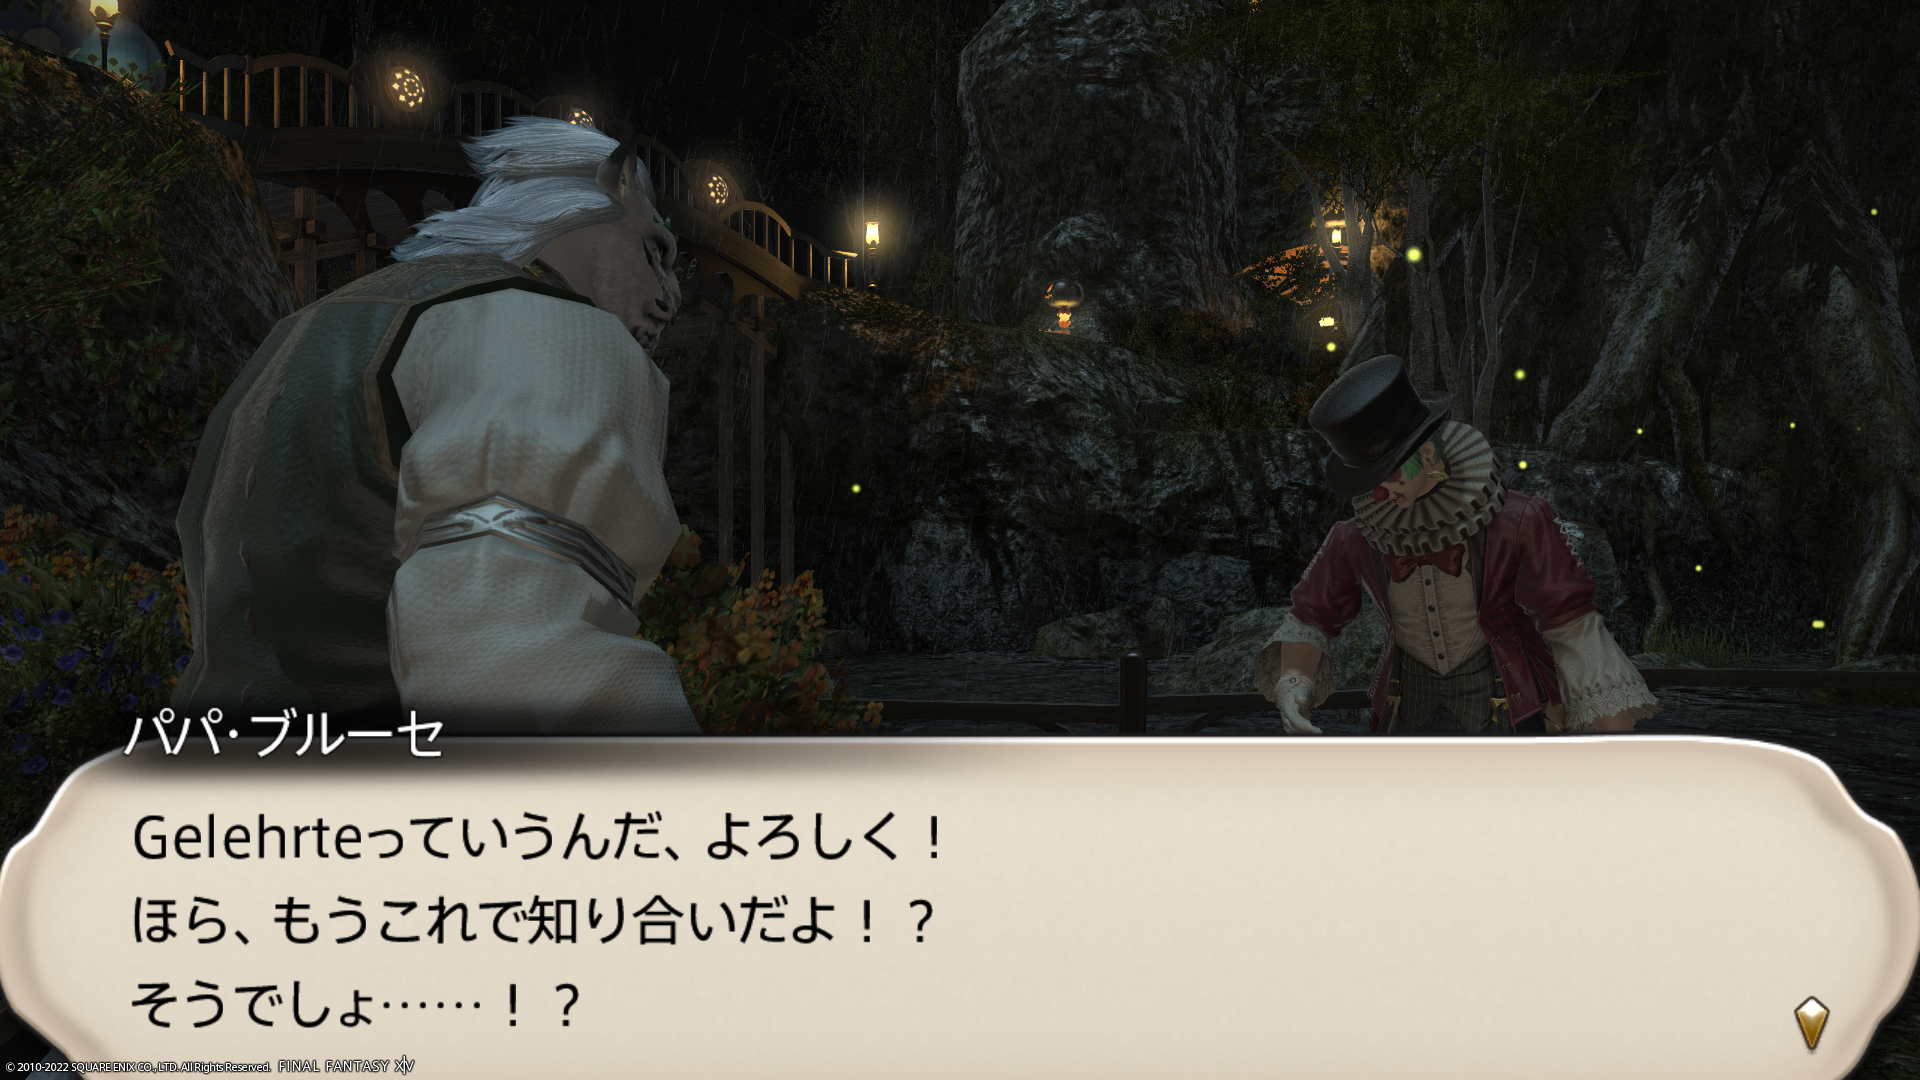 パパ・ブルーセ
Gelehrteっていうんだ、よろしく！
ほら、もうこれで知り合いだよ！？
そうでしょ……！？
© 2010-2022 SQUARE ENIX CO., LTD. All Rights Reserved. FINAL FANTASY XIV